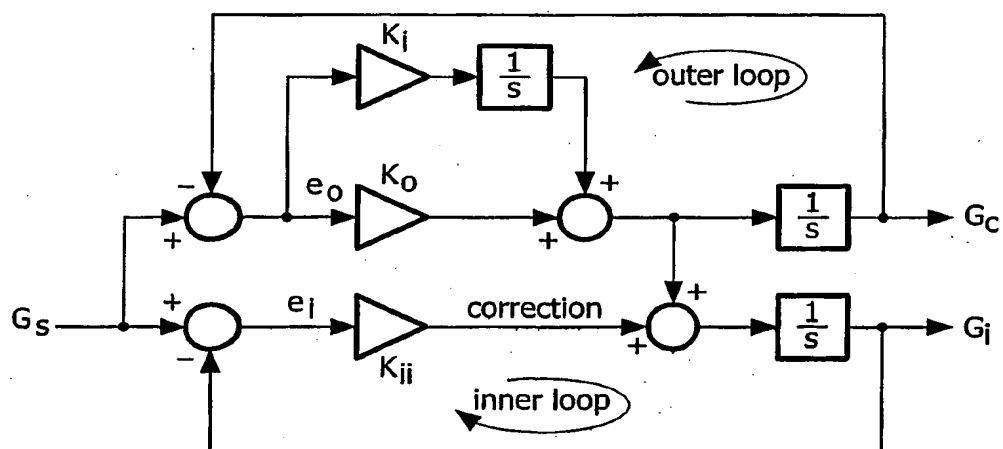 Ki
1/s
outer loop
-
+
eo
Ko
+
+
1/s
GC
GS
+
-
ei
Kii
correction
+
+
1/s
Gi
inner loop